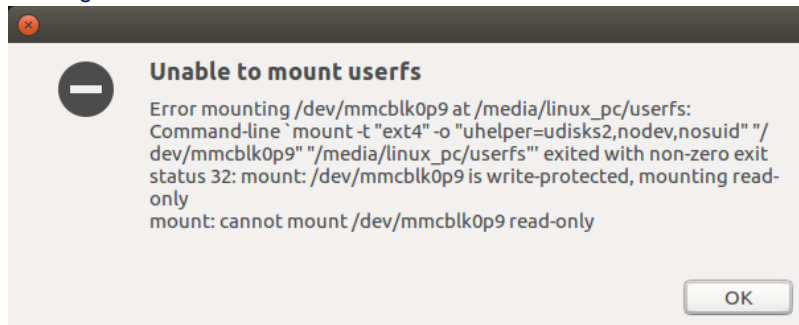 Unable to mount userfs
Error mounting /dev/mmcblk0p9 at /media/linux_pc/userfs:
Command-line `mount -t "ext4" -o "uhelper=udisks2,nodev,nosuid" "/
dev/mmcblk0p9" "/media/linux_pc/userfs"' exited with non-zero exit
status 32: mount: /dev/mmcblk0p9 is write-protected, mounting read-
only
mount: cannot mount /dev/mmcblk0p9 read-only
OK